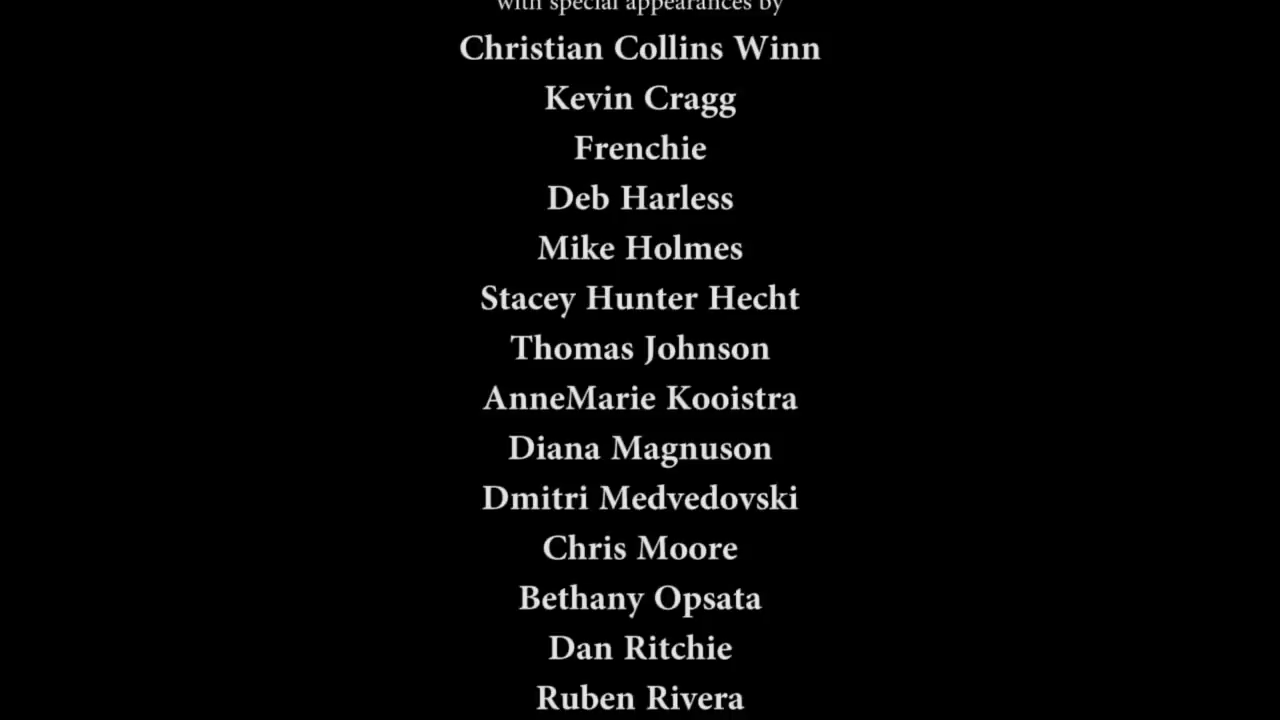 with special appearances by
Christian Collins Winn
Kevin Cragg
Frenchie
Deb Harless
Mike Holmes
Stacey Hunter Hecht
Thomas Johnson
AnneMarie Kooistra
Diana Magnuson
Dmitri Medvedovski
Chris Moore
Bethany Opsata
Dan Ritchie
Ruben Rivera